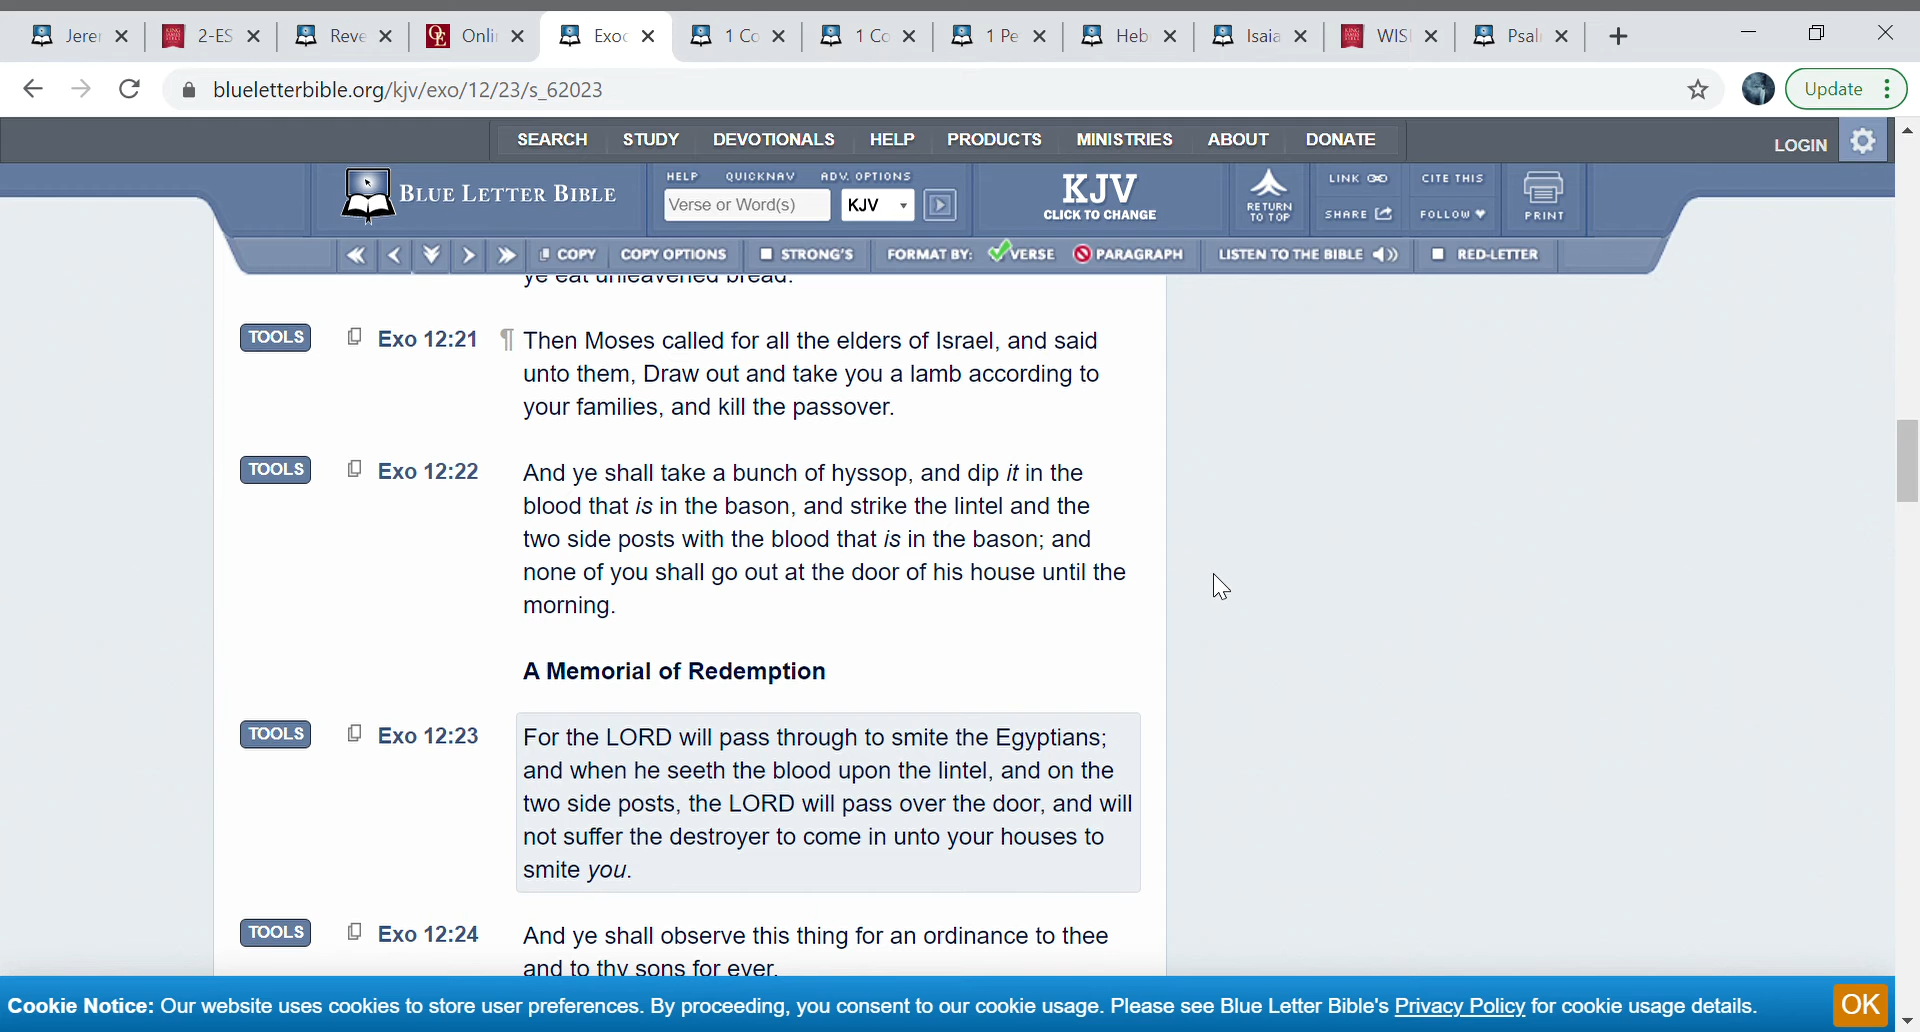 Jerer
2-ES
Reve
Onlin
Exod
1 Co
1 Co
1 Pe
Heb
Isaia
WIS
Psal
blueletterbible.org/kjv/exo/12/23/s_62023
Update
SEARCH STUDY DEVOTIONALS HELP PRODUCTS MINISTRIES ABOUT DONATE
LOGIN
BLUE LETTER BIBLE
HELP QUICKNAV ADV. OPTIONS
Verse or Word(s)
KJV
KJV
CLICK TO CHANGE
RETURN
TO TOP
LINK
SHARE
CITE THIS
FOLLOW
PRINT
COPY COPY OPTIONS STRONG'S FORMAT BY: VERSE PARAGRAPH LISTEN TO THE BIBLE RED-LETTER
ye eat unleavened bread.
TOOLS Exo 12:21 ¶ Then Moses called for all the elders of Israel, and said
unto them, Draw out and take you a lamb according to
your families, and kill the passover.
TOOLS Exo 12:22 And ye shall take a bunch of hyssop, and dip it in the
blood that is in the bason, and strike the lintel and the
two side posts with the blood that is in the bason; and
none of you shall go out at the door of his house until the
morning.
A Memorial of Redemption
TOOLS Exo 12:23 For the LORD will pass through to smite the Egyptians;
and when he seeth the blood upon the lintel, and on the
two side posts, the LORD will pass over the door, and will
not suffer the destroyer to come in unto your houses to
smite you.
TOOLS Exo 12:24 And ye shall observe this thing for an ordinance to thee
and to thy sons for ever.
Cookie Notice: Our website uses cookies to store user preferences. By proceeding, you consent to our cookie usage. Please see Blue Letter Bible's Privacy Policy for cookie usage details.
OK